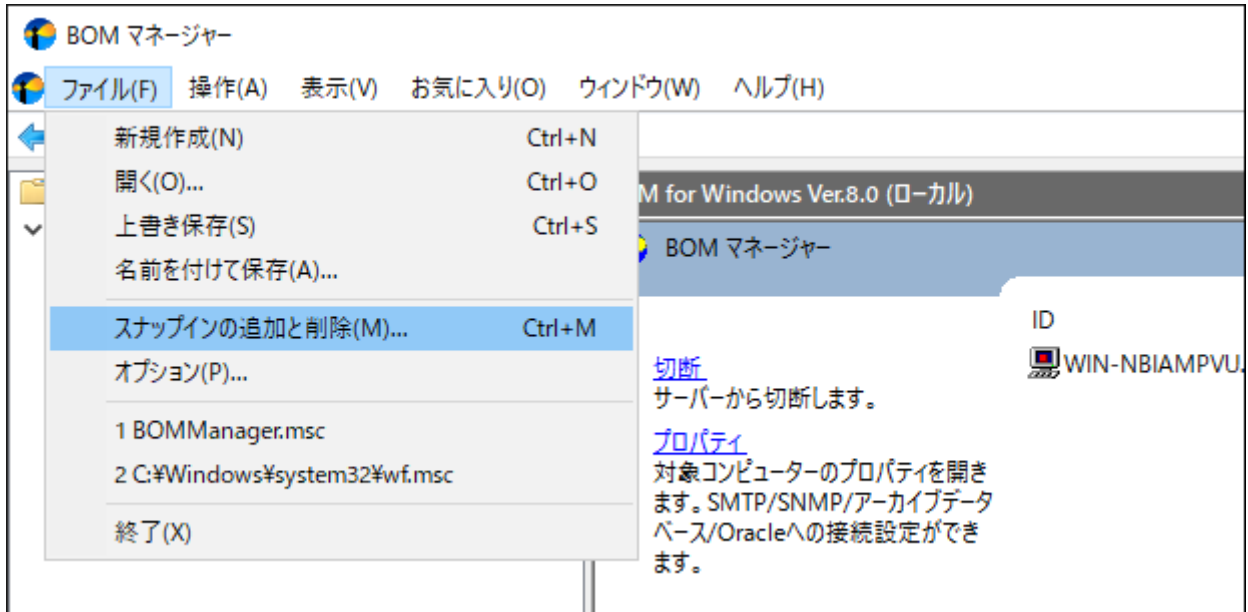 BOM マネージャー
ファイル(F) 操作(A) 表示(V) お気に入り(O) ウィンドウ(W) ヘルプ(H)
新規作成(N) Ctrl+N
開く(O)... Ctrl+O
上書き保存(S) Ctrl+S
名前を付けて保存(A)...
スナップインの追加と削除(M)... Ctrl+M
オプション(P)...
1 BOMManager.msc
2 C:¥Windows¥system32¥wf.msc
終了(X)
M for Windows Ver.8.0 (ローカル)
BOM マネージャー
切断
サーバーから切断します。
プロパティ
対象コンピューターのプロパティを開き
ます。SMTP/SNMP/アーカイブデータ
ベース/Oracleへの接続設定ができ
ます。
ID
WIN-NBIAMPVU.